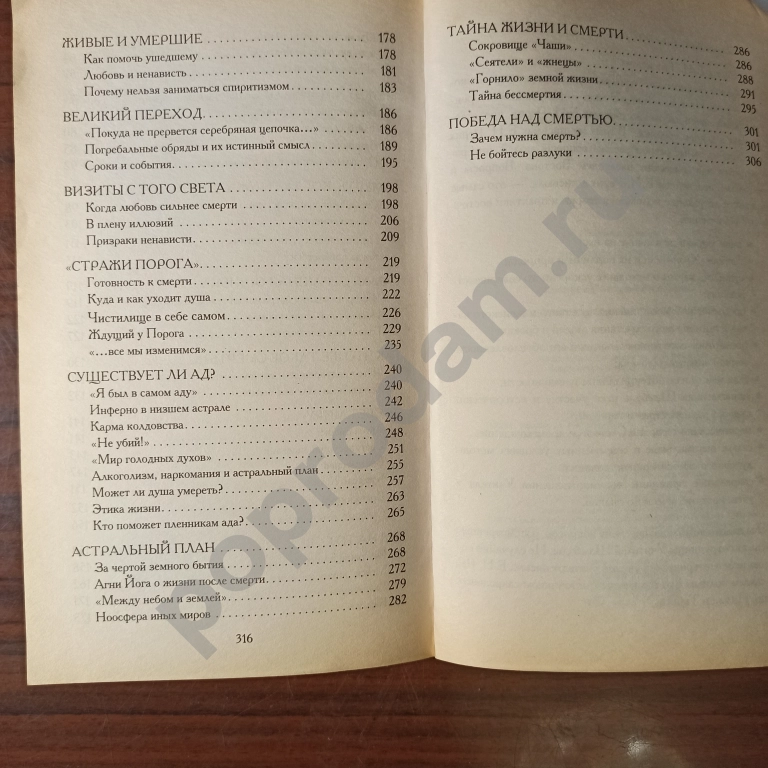 ЖИВЫЕ И УМЕРШИЕ 178
Как помочь ушедшему 178
Любовь и ненависть 181
Почему нельзя заниматься спиритизмом 183
ВЕЛИКИЙ ПЕРЕХОД 186
«Покуда не прервется серебряная цепочка...» 186
Погребальные обряды и их истинный смысл 189
Сроки и события 195
ВИЗИТЫ С ТОГО СВЕТА 198
Когда любовь сильнее смерти 198
В плену иллюзий 206
Призраки ненависти 209
«СТРАЖИ ПОРОГА» 219
Готовность к смерти 219
Куда и как уходит душа 222
Чистилище в себе самом 226
Ждущий у Порога 229
«...все мы изменимся» 235
СУЩЕСТВУЕТ ЛИ АД? 240
«Я был в самом аду» 240
Инферно в низшем астрале 242
Карма колдовства 246
«Не убий!» 248
«Мир голодных духов» 251
Алкоголизм, наркомания и астральный план 255
Может ли душа умереть? 257
Этика жизни 263
Кто поможет пленникам ада? 265
АСТРАЛЬНЫЙ ПЛАН 268
За чертой земного бытия 268
Агни Йога о жизни после смерти 272
«Между небом и землей» 279
Ноосфера иных миров 282
316
ТАЙНА ЖИЗНИ И СМЕРТИ 286
Сокровище «Чаши» 286
«Сеятели» и «жнецы» 288
«Горнило» земной жизни 291
Тайна бессмертия 295
ПОБЕДА НАД СМЕРТЬЮ 301
Зачем нужна смерть? 301
Не бойтесь разлуки 306
poprodam.ru